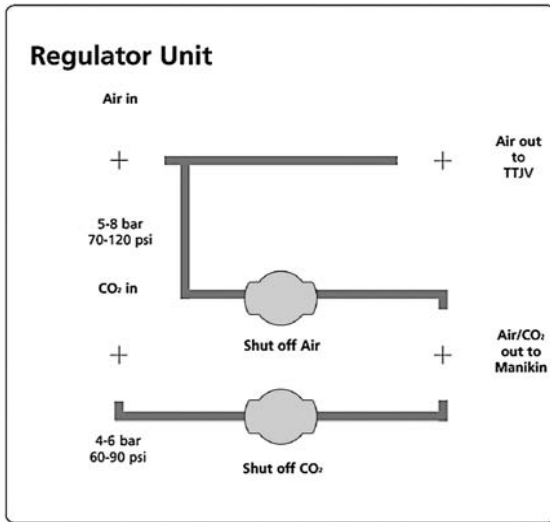 Regulator Unit
Air in
Air out
to
TTJV
5-8 bar
70-120 psi
CO₂ in
Shut off Air
Air/CO₂
out to
Manikin
4-6 bar
60-90 psi
Shut off CO₂